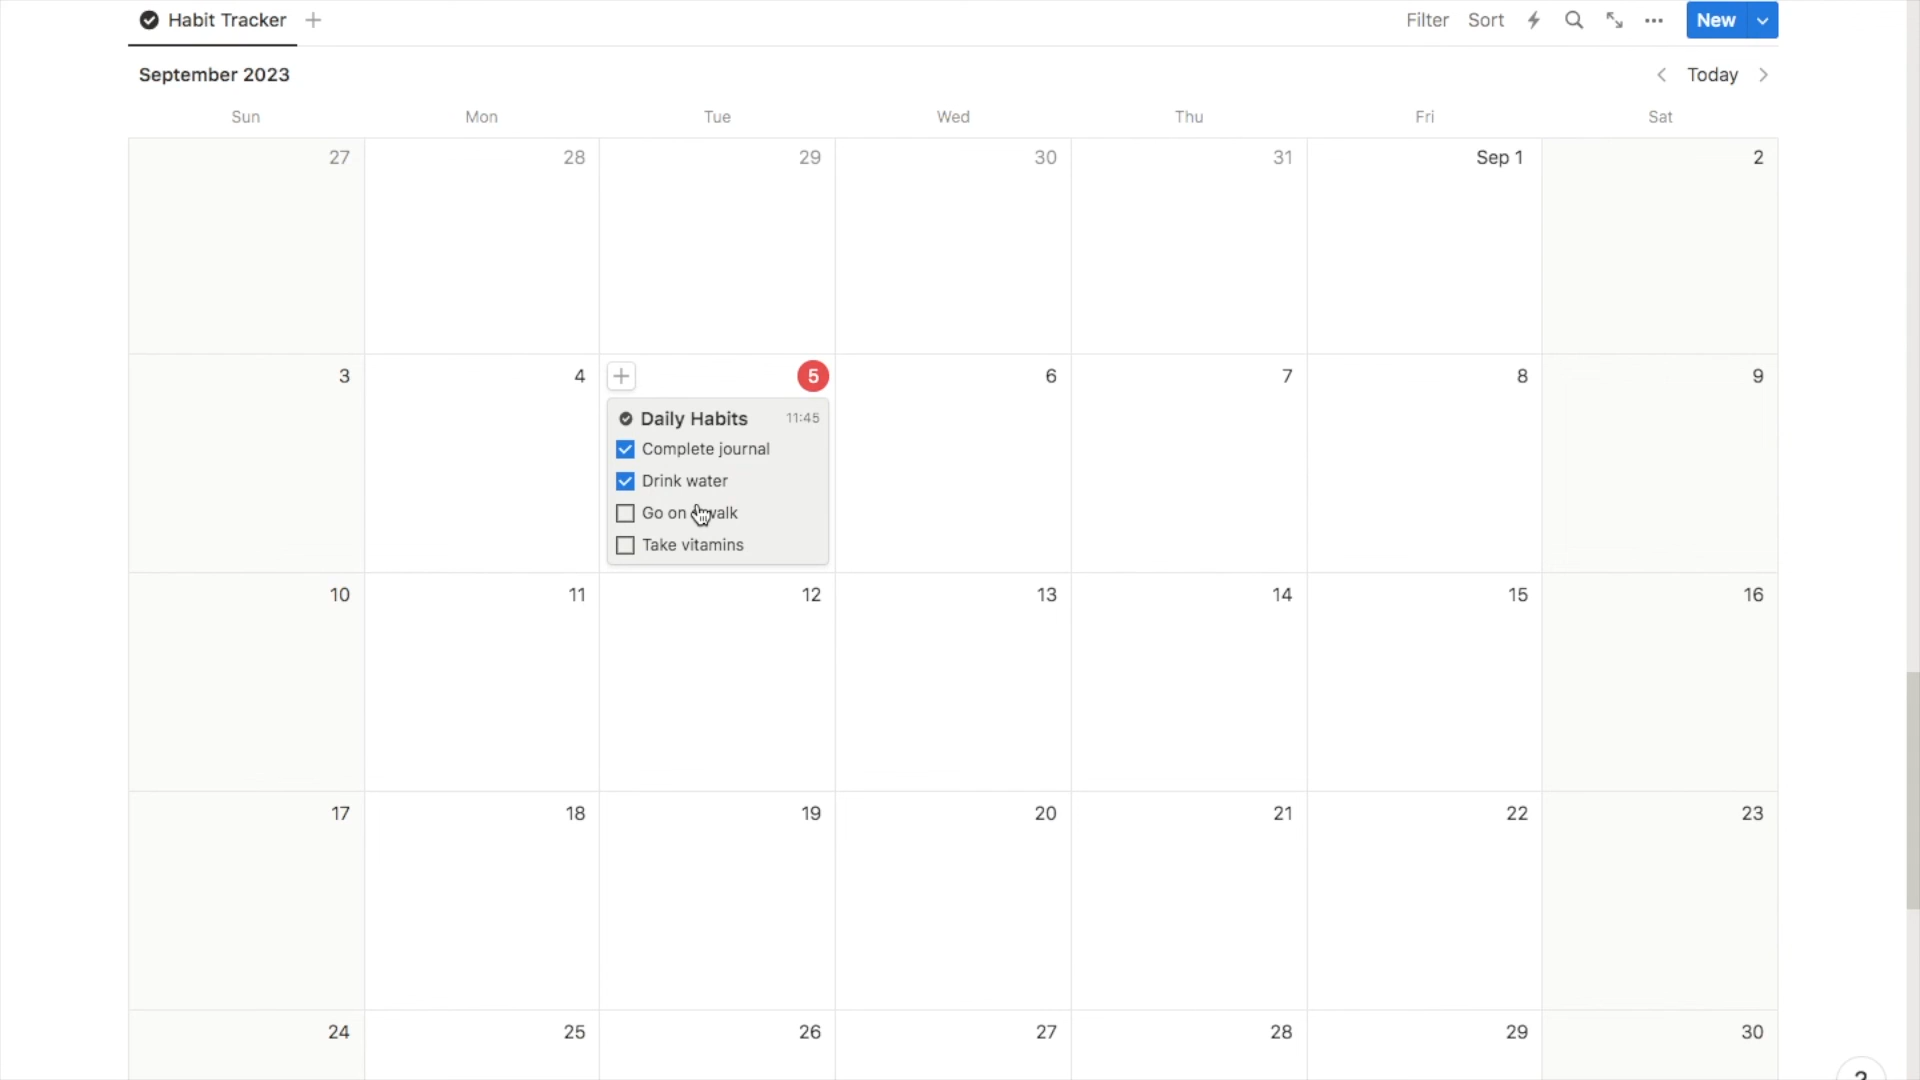 Habit Tracker
Filter Sort New
September 2023
Today
Sun Mon Tue Wed Thu Fri Sat
27 28 29 30 31 Sep 1 2
3 4 5 6 7 8 9
Daily Habits 11:45
Complete journal
Drink water
Go on walk
Take vitamins
10 11 12 13 14 15 16
17 18 19 20 21 22 23
24 25 26 27 28 29 30